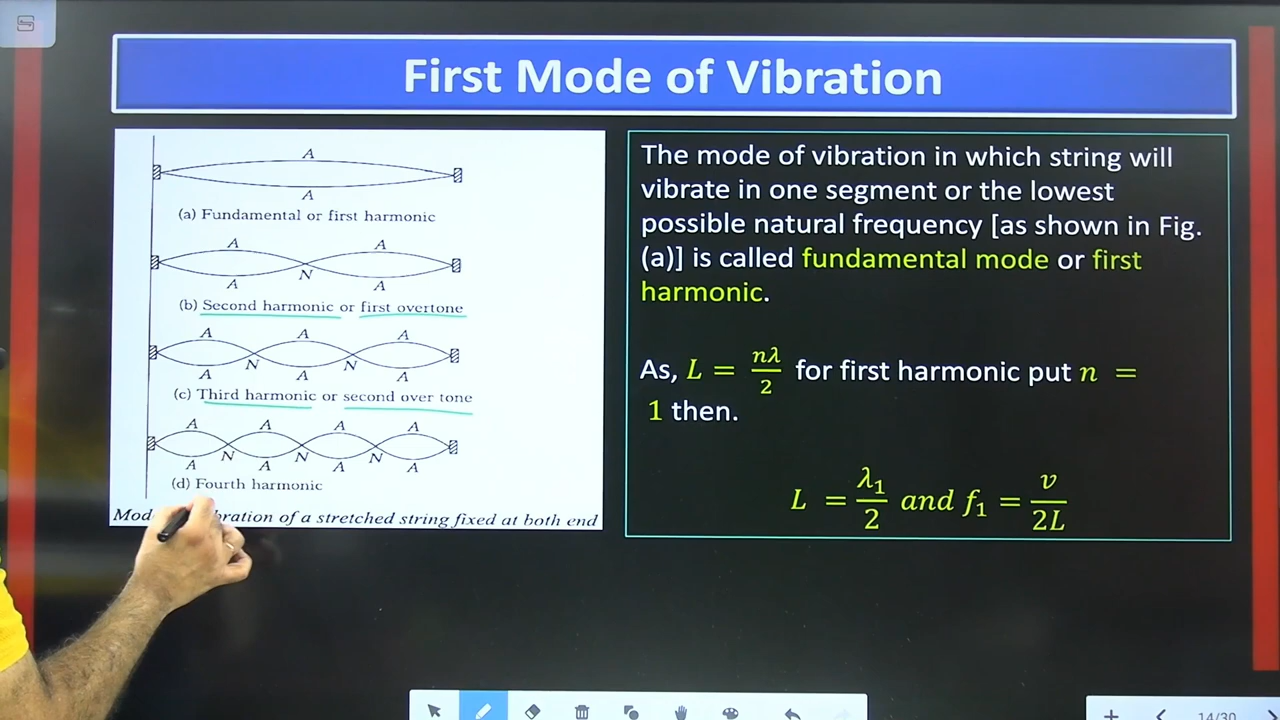 First Mode of Vibration
A
A
(a) Fundamental or first harmonic
A A
N
A A
(b) Second harmonic or first overtone
A A A
N N
A A A
(c) Third harmonic or second over tone
A A A A
N N N
A A A A
(d) Fourth harmonic
of a stretched string fixed at both end
The mode of vibration in which string will
vibrate in one segment or the lowest
possible natural frequency [as shown in Fig.
(a)] is called fundamental mode or first
harmonic.
As, L = nλ/2 for first harmonic put n =
1 then.
L = λ₁/2 and f₁ = v/2L
14/30